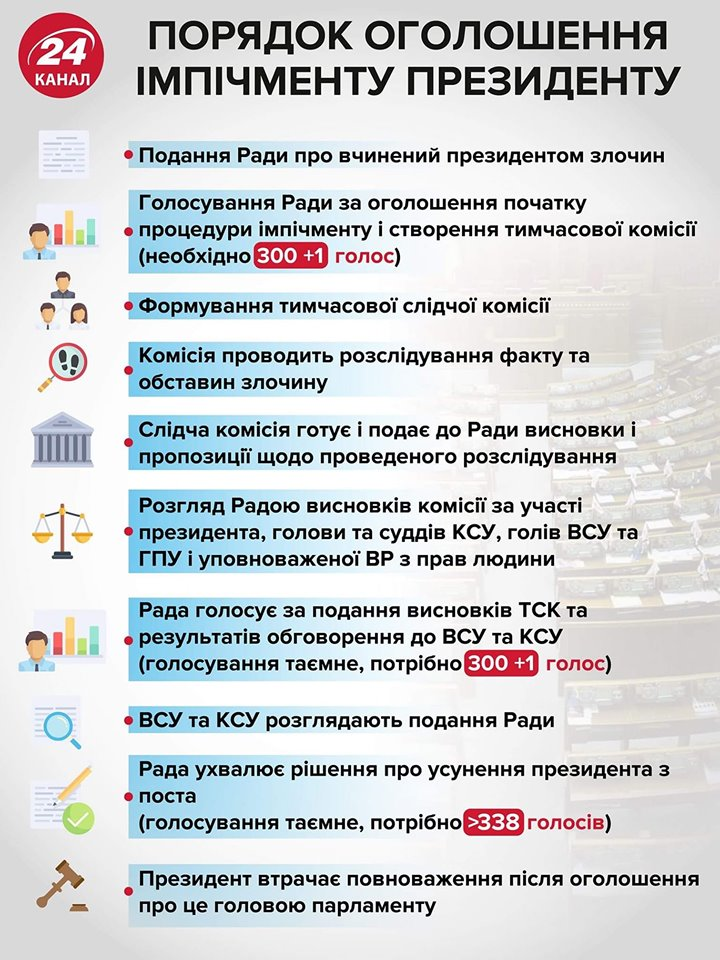 24
КАНАЛ
ПОРЯДОК ОГОЛОШЕННЯ
ІМПІЧМЕНТУ ПРЕЗИДЕНТУ
Подання Ради про вчинений президентом злочин
Голосування Ради за оголошення початку
процедури імпічменту і створення тимчасової комісії
(необхідно 300 +1 голос)
Формування тимчасової слідчої комісії
Комісія проводить розслідування факту та
обставин злочину
Слідча комісія готує і подає до Ради висновки і
пропозиції щодо проведеного розслідування
Розгляд Радою висновків комісії за участі
президента, голови та суддів КСУ, голів ВСУ та
ГПУ і уповноваженої ВР з прав людини
Рада голосує за подання висновків ТСК та
результатів обговорення до ВСУ та КСУ
(голосування таємне, потрібно 300 +1 голос)
ВСУ та КСУ розглядають подання Ради
Рада ухвалює рішення про усунення президента з
поста
(голосування таємне, потрібно >338 голосів)
Президент втрачає повноваження після оголошення
про це головою парламенту